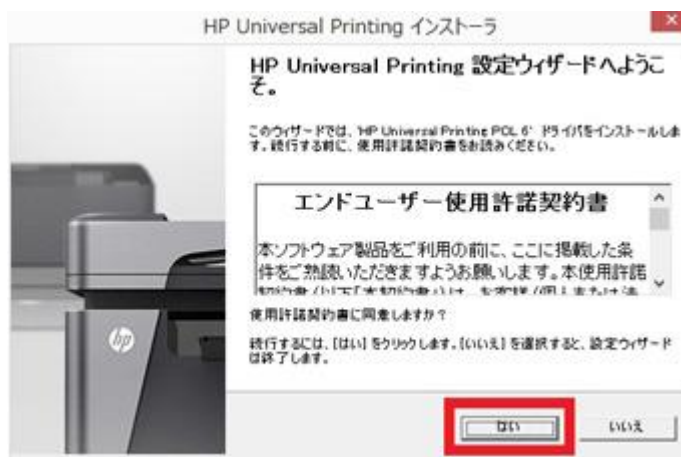 HP Universal Printing インストーラ
HP Universal Printing 設定ウィザードへようこ
そ。
このウィザードでは、'HP Universal Printing PCL 6' ドライバをインストールしま
す。続行する前に、使用許諾契約書をお読みください。
エンドユーザー使用許諾契約書
本ソフトウェア製品をご利用の前に、ここに掲載した条
件をご熟読いただきますようお願いします。本使用許諾
使用許諾契約書に同意しますか?
続行するには、[はい] をクリックします。[いいえ] を選択すると、設定ウィザード
は終了します。
hp
はい
いいえ